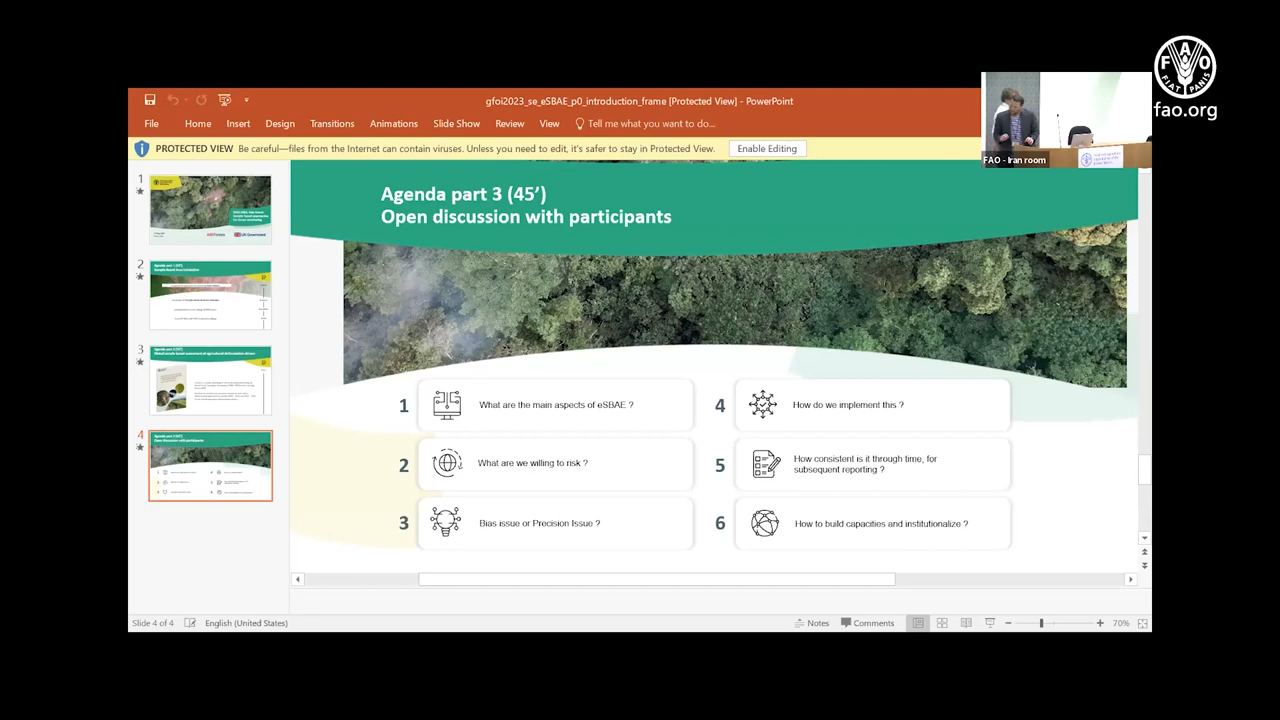 FAO
FIAT PANIS
fao.org
gfoi2023_se_eSBAE_p0_introduction_frame [Protected View] - PowerPoint
File Home Insert Design Transitions Animations Slide Show Review View Tell me what you want to do...
PROTECTED VIEW Be careful—files from the Internet can contain viruses. Unless you need to edit, it's safer to stay in Protected View. Enable Editing
FAO - Iran room
1
2
3
4
Agenda part 3 (45’)
Open discussion with participants
1 What are the main aspects of eSBAE ?
2 What are we willing to risk ?
3 Bias issue or Precision Issue ?
4 How do we implement this ?
5 How consistent is it through time, for
subsequent reporting ?
6 How to build capacities and institutionalize ?
Slide 4 of 4 English (United States) Notes Comments 70%